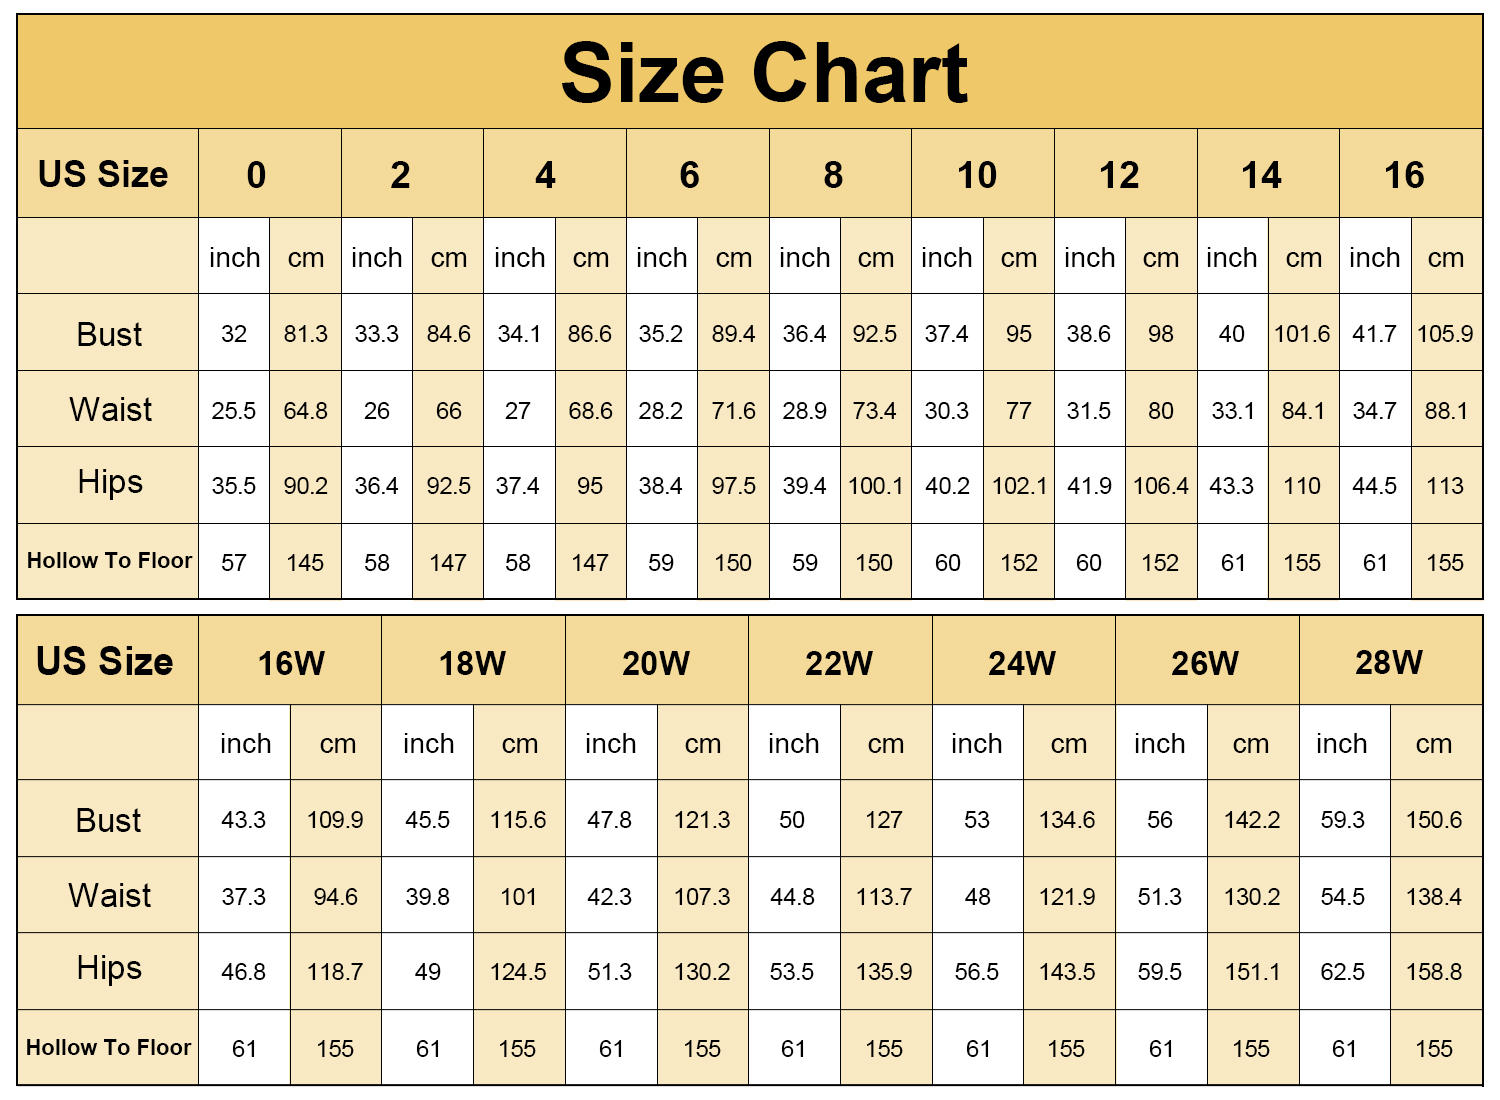 Size Chart
US Size 0 2 4 6 8 10 12 14 16
inch cm inch cm inch cm inch cm inch cm inch cm inch cm inch cm inch cm
Bust 32 81.3 33.3 84.6 34.1 86.6 35.2 89.4 36.4 92.5 37.4 95 38.6 98 40 101.6 41.7 105.9
Waist 25.5 64.8 26 66 27 68.6 28.2 71.6 28.9 73.4 30.3 77 31.5 80 33.1 84.1 34.7 88.1
Hips 35.5 90.2 36.4 92.5 37.4 95 38.4 97.5 39.4 100.1 40.2 102.1 41.9 106.4 43.3 110 44.5 113
Hollow To Floor 57 145 58 147 58 147 59 150 59 150 60 152 60 152 61 155 61 155
US Size 16W 18W 20W 22W 24W 26W 28W
inch cm inch cm inch cm inch cm inch cm inch cm inch cm
Bust 43.3 109.9 45.5 115.6 47.8 121.3 50 127 53 134.6 56 142.2 59.3 150.6
Waist 37.3 94.6 39.8 101 42.3 107.3 44.8 113.7 48 121.9 51.3 130.2 54.5 138.4
Hips 46.8 118.7 49 124.5 51.3 130.2 53.5 135.9 56.5 143.5 59.5 151.1 62.5 158.8
Hollow To Floor 61 155 61 155 61 155 61 155 61 155 61 155 61 155